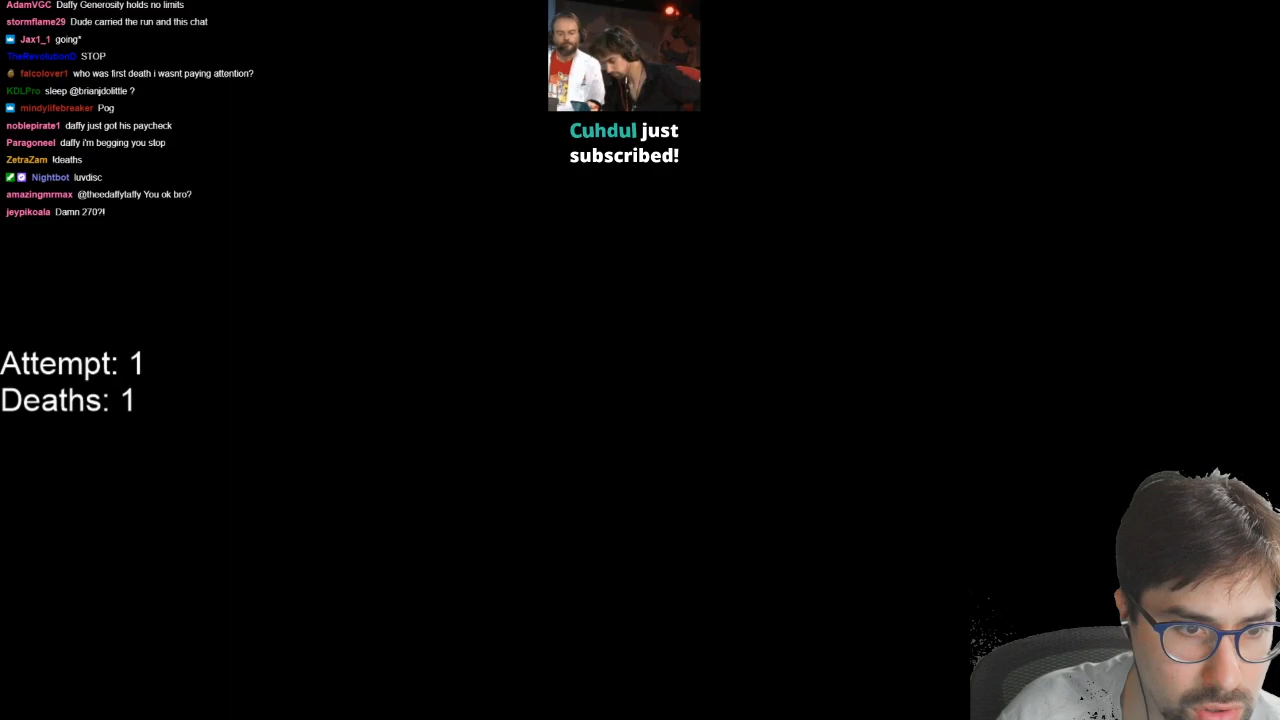 AdamVGC Daffy Generosity holds no limits
stormflame29 Dude carried the run and this chat
Jax1_1 going*
TheRevolutionD STOP
falcolover1 who was first death i wasnt paying attention?
KDLPro sleep @brianjdolittle ?
mindylifebreaker Pog
noblepirate1 daffy just got his paycheck
Paragoneel daffy i'm begging you stop
ZetraZam !deaths
Nightbot luvdisc
amazingmrmax @theedaffytaffy You ok bro?
jeypikoala Damn 270?!
Cuhdul just
subscribed!
Attempt: 1
Deaths: 1